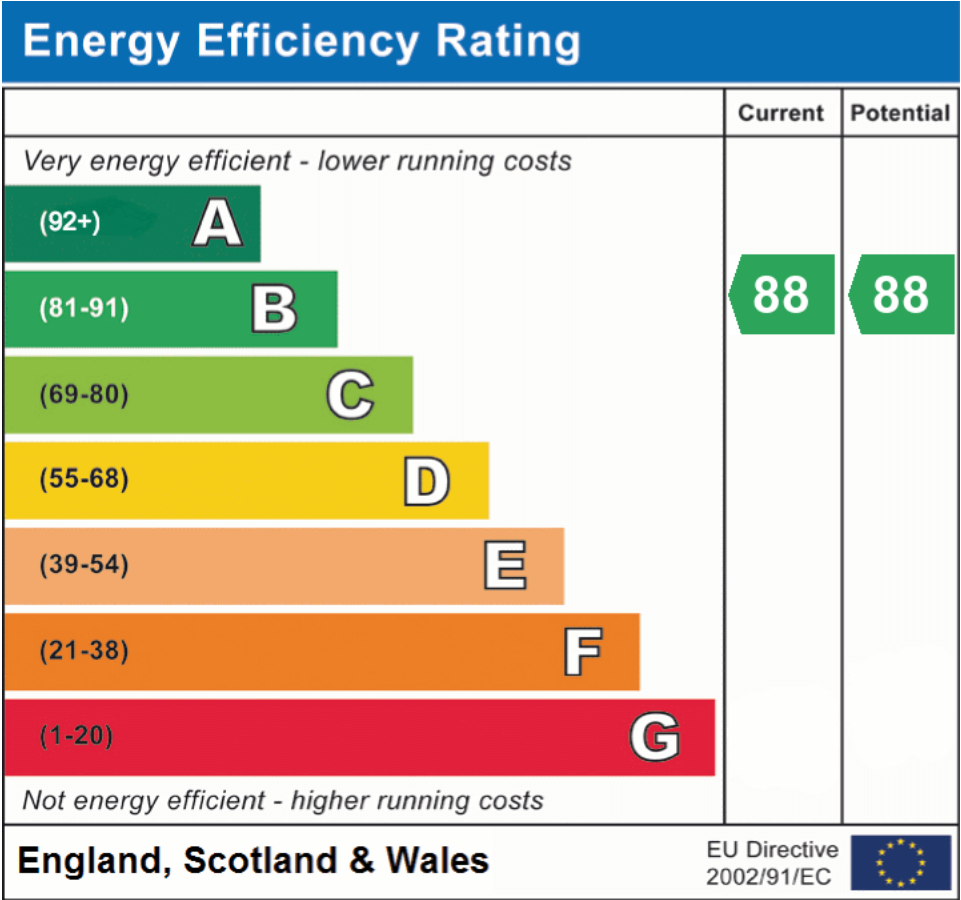 Energy Efficiency Rating
Current Potential
Very energy efficient - lower running costs
(92+) A
(81-91) B 88 88
(69-80) C
(55-68) D
(39-54) E
(21-38) F
(1-20) G
Not energy efficient - higher running costs
England, Scotland & Wales
EU Directive
2002/91/EC